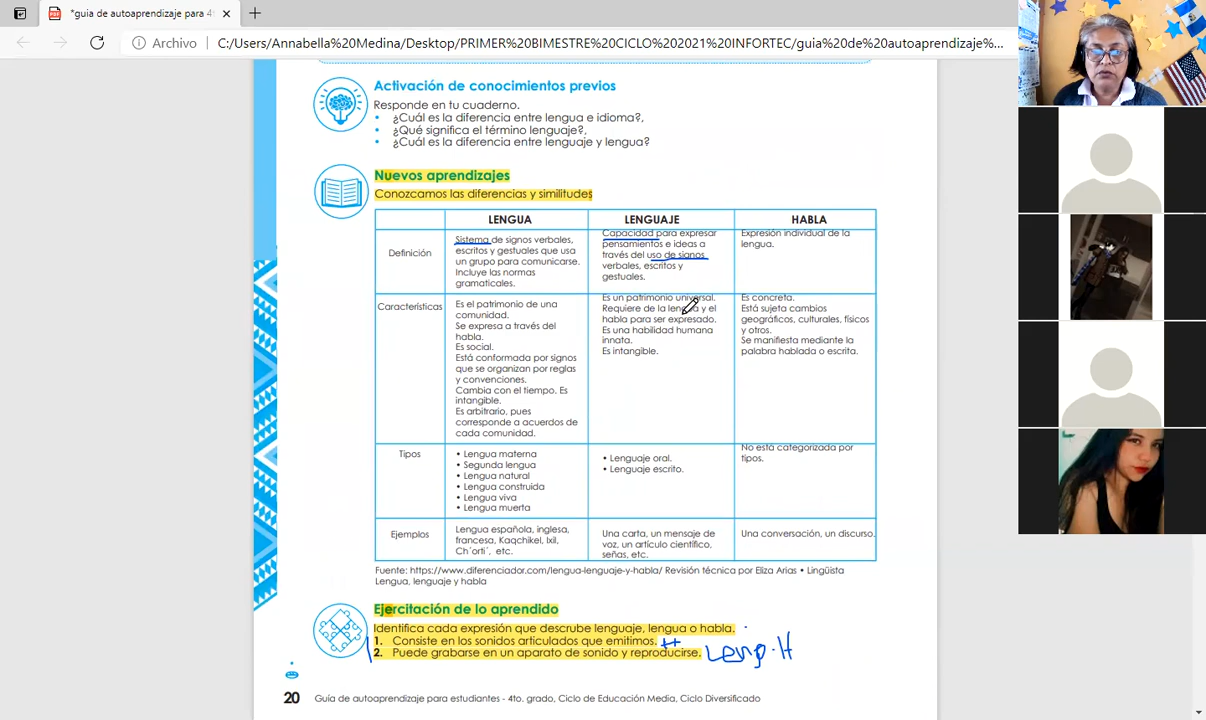 *guia de autoaprendizaje para 4
Archivo
C:/Users/Annabella%20Medina/Desktop/PRIMER%20BIMESTRE%20CICLO%202021%20INFORTEC/guia%20de%20autoaprendizaje%...
Activación de conocimientos previos
Responde en tu cuaderno.
• ¿Cuál es la diferencia entre lengua e idioma?,
• ¿Qué significa el término lenguaje?,
• ¿Cuál es la diferencia entre lenguaje y lengua?
Nuevos aprendizajes
Conozcamos las diferencias y similitudes
LENGUA
LENGUAJE
HABLA
Definición
Sistema de signos verbales,
escritos y gestuales que usa
un grupo para comunicarse.
Incluye las normas
gramaticales.
Capacidad para expresar
pensamientos e ideas a
través del uso de signos
verbales, escritos y
gestuales.
Expresión individual de la
lengua.
Características
Es el patrimonio de una
comunidad.
Se expresa a través del
habla.
Es social.
Está conformada por signos
que se organizan por reglas
y convenciones.
Cambia con el tiempo. Es
intangible.
Es arbitrario, pues
corresponde a acuerdos de
cada comunidad.
Es un patrimonio universal.
Requiere de la lengua y el
habla para ser expresado.
Es una habilidad humana
innata.
Es intangible.
Es concreta.
Está sujeta cambios
geográficos, culturales, físicos
y otros.
Se manifiesta mediante la
palabra hablada o escrita.
Tipos
• Lengua materna
• Segunda lengua
• Lengua natural
• Lengua construida
• Lengua viva
• Lengua muerta
• Lenguaje oral.
• Lenguaje escrito.
No está categorizada por
tipos.
Ejemplos
Lengua española, inglesa,
francesa, Kaqchikel, Ixil,
Ch´orti´, etc.
Una carta, un mensaje de
voz, un artículo científico,
señas, etc.
Una conversación, un discurso.
Fuente: https://www.diferenciador.com/lengua-lenguaje-y-habla/ Revisión técnica por Eliza Arias • Lingüista
Lengua, lenguaje y habla
Ejercitación de lo aprendido
Identifica cada expresión que descrube lenguaje, lengua o habla.
1. Consiste en los sonidos articulados que emitimos. H
2. Puede grabarse en un aparato de sonido y reproducirse. Leng. H
20 Guía de autoaprendizaje para estudiantes - 4to. grado, Ciclo de Educación Media, Ciclo Diversificado